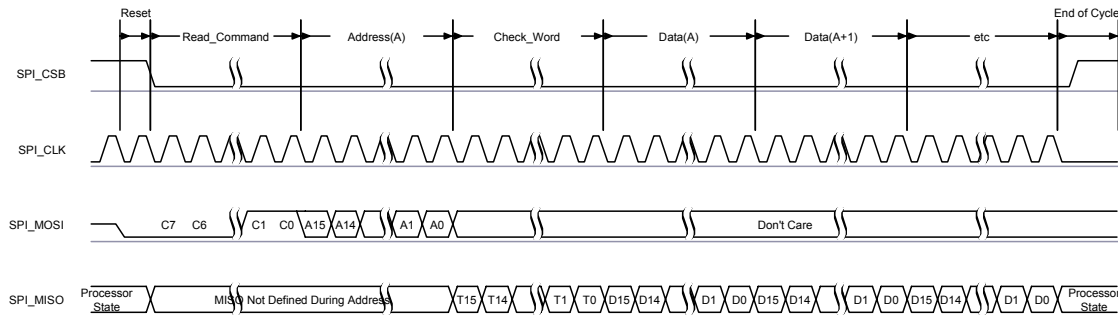 Reset
End of Cycle
Read_Command Address(A) Check_Word Data(A) Data(A+1) etc
SPI_CSB
SPI_CLK
SPI_MOSI C7 C6 C1 C0 A15 A14 A1 A0 Don't Care
SPI_MISO Processor State MISO Not Defined During Address T15 T14 T1 T0 D15 D14 D1 D0 D15 D14 D1 D0 D15 D14 D1 D0 Processor State